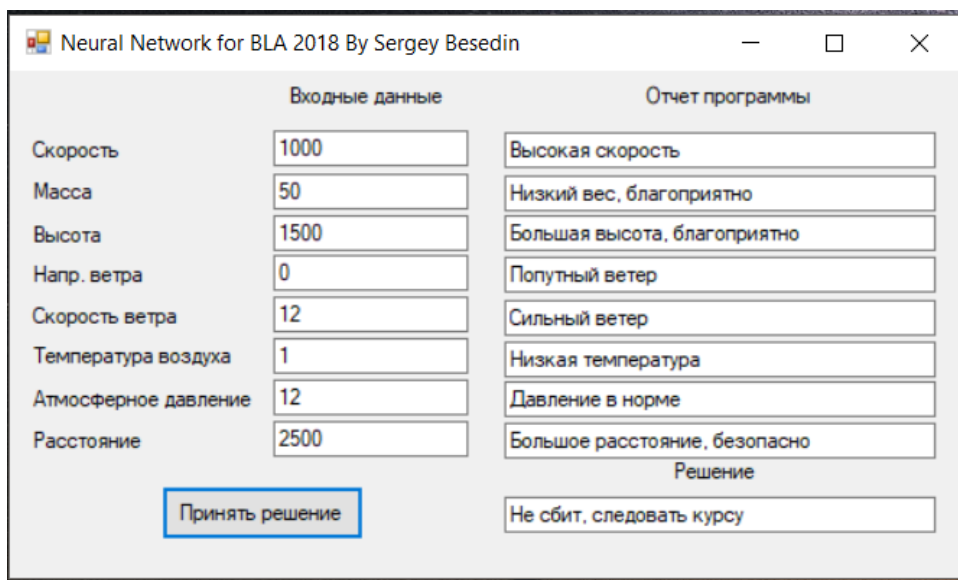 Neural Network for BLA 2018 By Sergey Besedin
Входные данные Отчет программы
Скорость 1000 Высокая скорость
Масса 50 Низкий вес, благоприятно
Высота 1500 Большая высота, благоприятно
Напр. ветра 0 Попутный ветер
Скорость ветра 12 Сильный ветер
Температура воздуха 1 Низкая температура
Атмосферное давление 12 Давление в норме
Расстояние 2500 Большое расстояние, безопасно
Решение
Принять решение Не сбит, следовать курсу